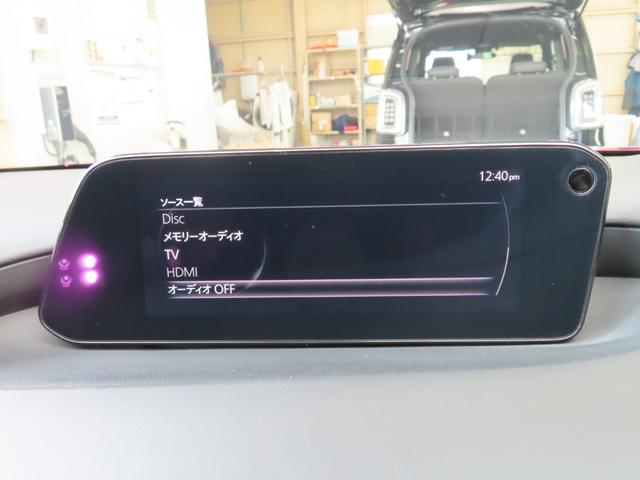 12:40pm
ソース一覧
Disc
メモリーオーディオ
TV
HDMI
オーディオ OFF